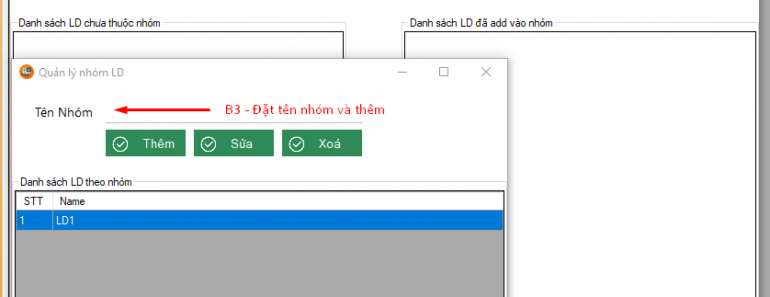 Danh sách LD chưa thuộc nhóm
Danh sách LD đã add vào nhóm
Quản lý nhóm LD
Tên Nhóm
B3 - Đặt tên nhóm và thêm
Thêm
Sửa
Xoá
Danh sách LD theo nhóm
STT Name
1 LD1